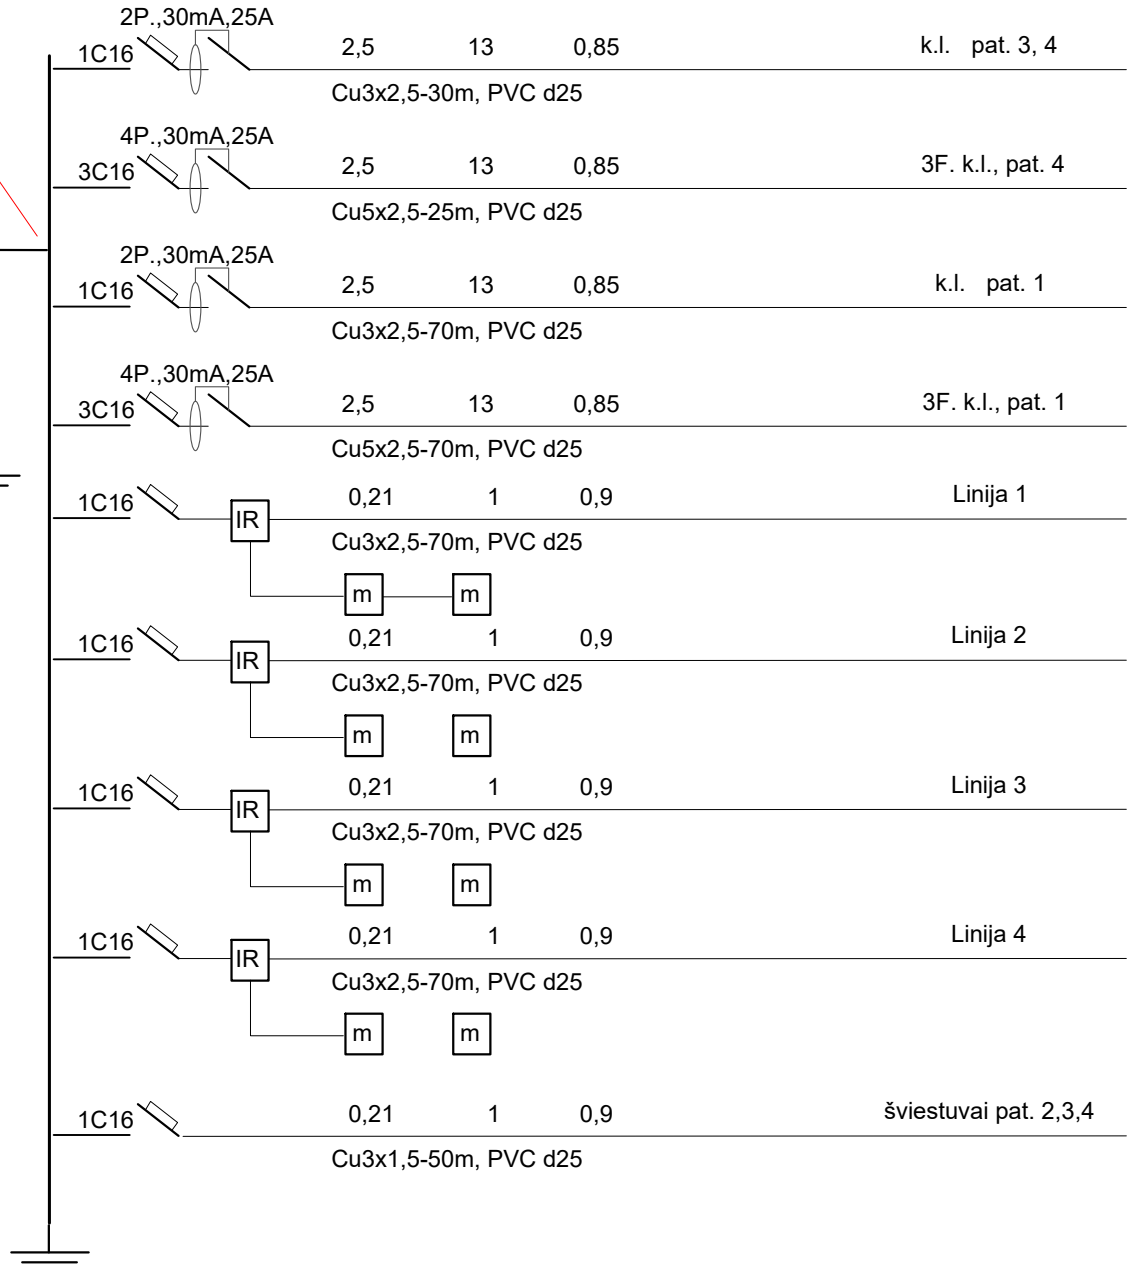 2P.,30mA,25A
1C16 2,5 13 0,85 k.l. pat. 3, 4
Cu3x2,5-30m, PVC d25
4P.,30mA,25A
3C16 2,5 13 0,85 3F. k.l., pat. 4
Cu5x2,5-25m, PVC d25
2P.,30mA,25A
1C16 2,5 13 0,85 k.l. pat. 1
Cu3x2,5-70m, PVC d25
4P.,30mA,25A
3C16 2,5 13 0,85 3F. k.l., pat. 1
Cu5x2,5-70m, PVC d25
1C16 IR 0,21 1 0,9 Linija 1
Cu3x2,5-70m, PVC d25
m m
1C16 IR 0,21 1 0,9 Linija 2
Cu3x2,5-70m, PVC d25
m m
1C16 IR 0,21 1 0,9 Linija 3
Cu3x2,5-70m, PVC d25
m m
1C16 IR 0,21 1 0,9 Linija 4
Cu3x2,5-70m, PVC d25
m m
1C16 0,21 1 0,9 šviestuvai pat. 2,3,4
Cu3x1,5-50m, PVC d25